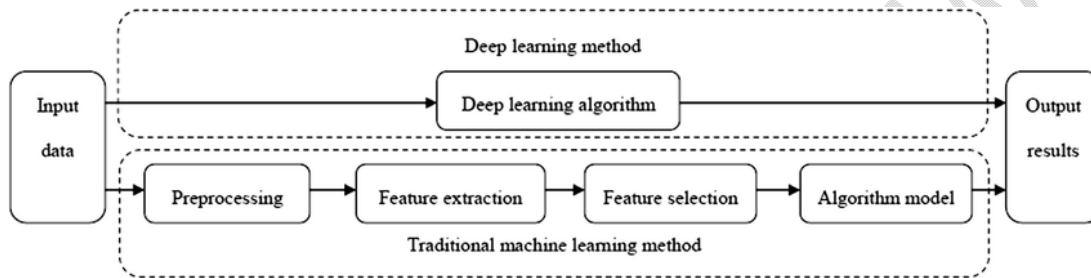 Deep learning method
Input
data
Deep learning algorithm
Output
results
Preprocessing
Feature extraction
Feature selection
Algorithm model
Traditional machine learning method